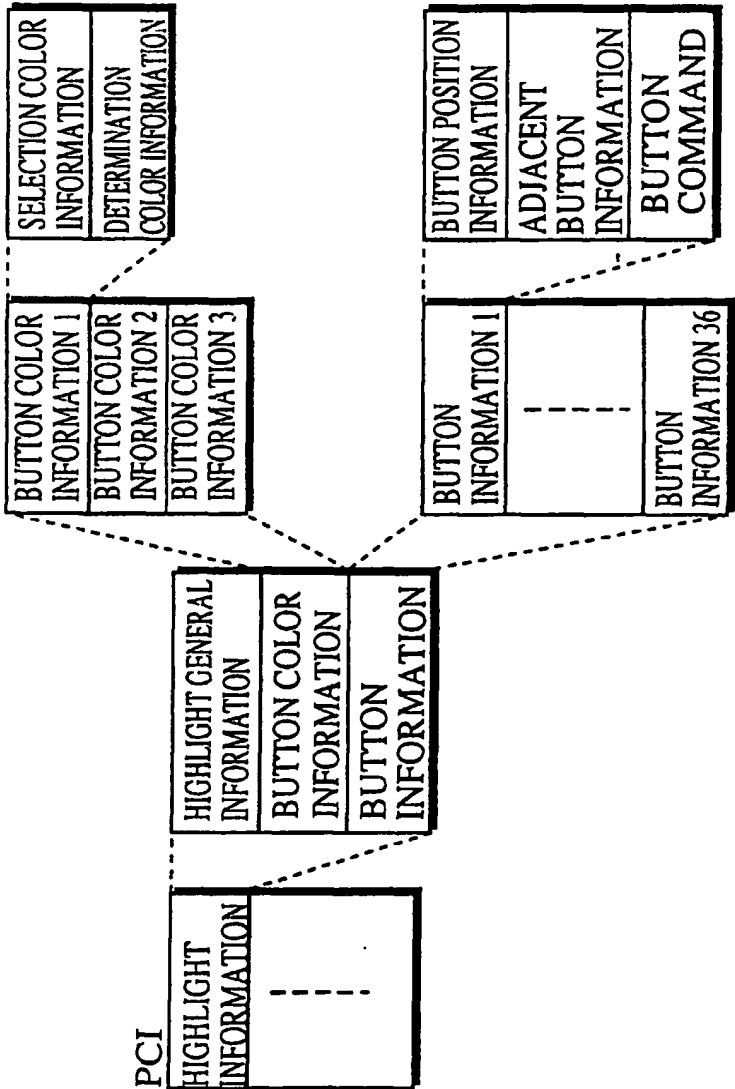 PCI
HIGHLIGHT
INFORMATION
HIGHLIGHT GENERAL
INFORMATION
BUTTON COLOR
INFORMATION
BUTTON
INFORMATION
BUTTON COLOR
INFORMATION 1
BUTTON COLOR
INFORMATION 2
BUTTON COLOR
INFORMATION 3
SELECTION COLOR
INFORMATION
DETERMINATION
COLOR INFORMATION
BUTTON
INFORMATION 1
BUTTON
INFORMATION 36
BUTTON POSITION
INFORMATION
ADJACENT
BUTTON
INFORMATION
BUTTON
COMMAND